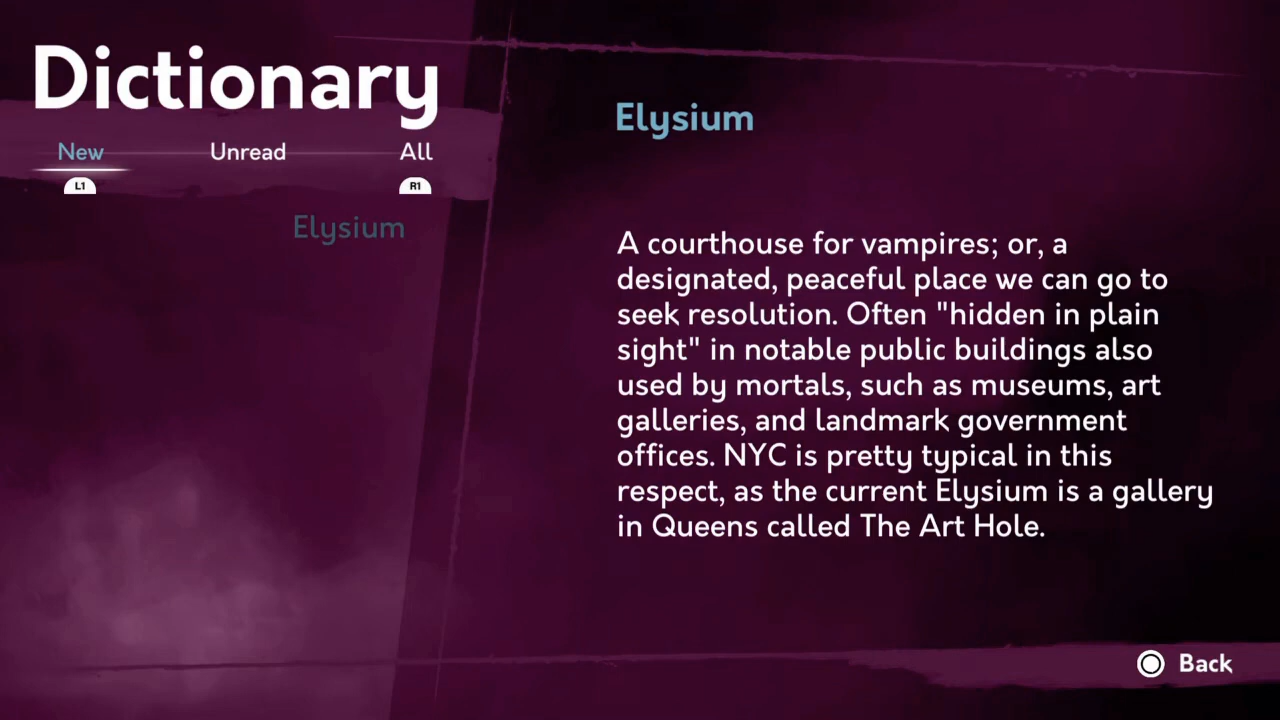 Dictionary
New Unread All
L1 R1
Elysium
Elysium
A courthouse for vampires; or, a
designated, peaceful place we can go to
seek resolution. Often "hidden in plain
sight" in notable public buildings also
used by mortals, such as museums, art
galleries, and landmark government
offices. NYC is pretty typical in this
respect, as the current Elysium is a gallery
in Queens called The Art Hole.
Back